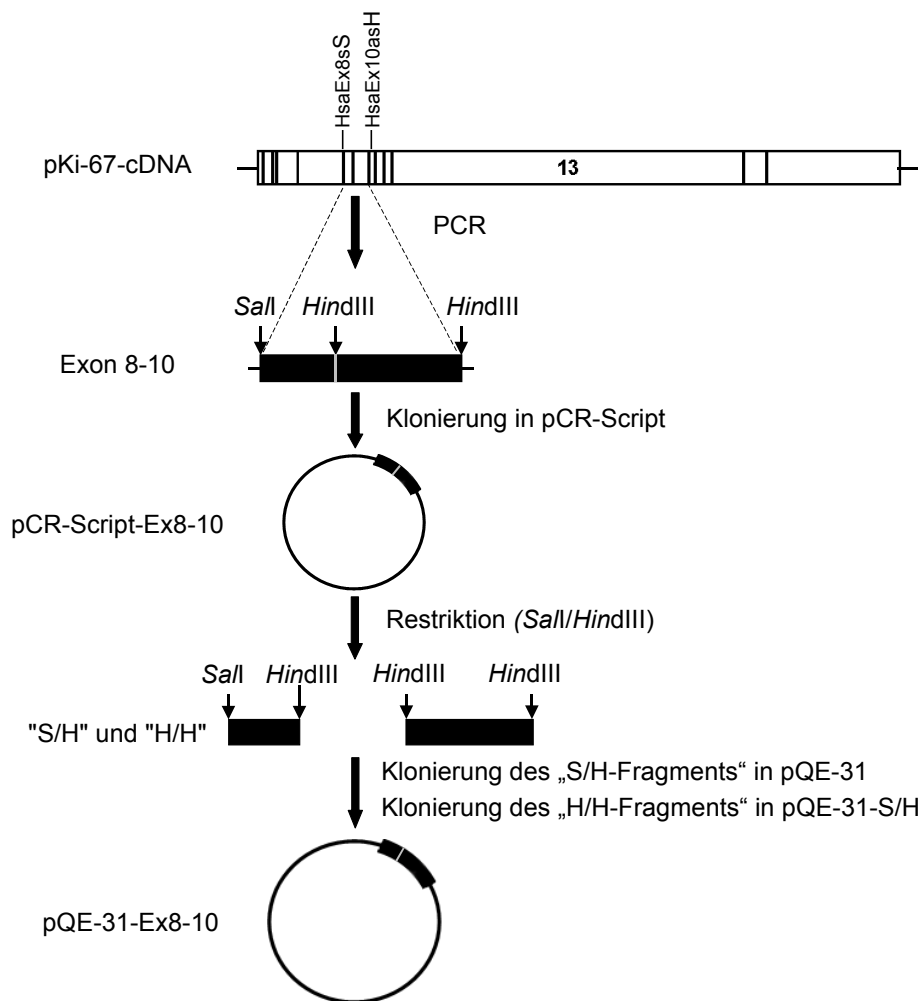 HsaEx8sS
HsaEx10asH
pKi-67-cDNA
13
PCR
SalI HindIII HindIII
Exon 8-10
Klonierung in pCR-Script
pCR-Script-Ex8-10
Restriktion (SalI/HindIII)
SalI HindIII HindIII HindIII
"S/H" und "H/H"
Klonierung des „S/H-Fragments“ in pQE-31
Klonierung des „H/H-Fragments“ in pQE-31-S/H
pQE-31-Ex8-10